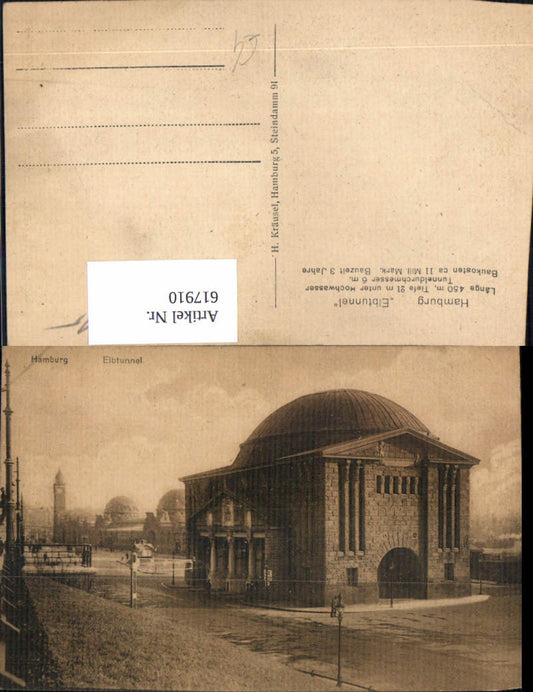 Hamburg „Elbtunnel"
Länge 450 m, Tiefe 21 m unter Hochwasser
Tunneldurchmesser 6 m.
Baukosten ca 11 Mill. Mark. Bauzeit 3 Jahre
H. Kräusel, Hamburg 5, Steindamm 91
Artikel Nr.
617910
Hamburg Elbtunnel